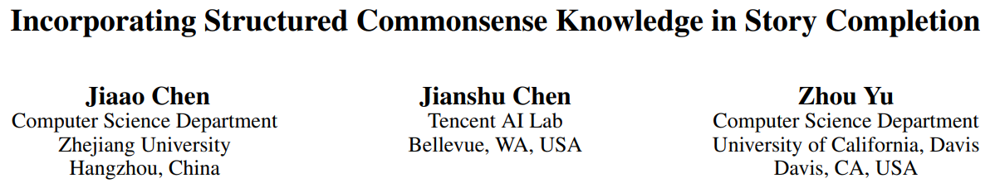 Incorporating Structured Commonsense Knowledge in Story Completion
Jiaao Chen
Computer Science Department
Zhejiang University
Hangzhou, China
Jianshu Chen
Tencent AI Lab
Bellevue, WA, USA
Zhou Yu
Computer Science Department
University of California, Davis
Davis, CA, USA